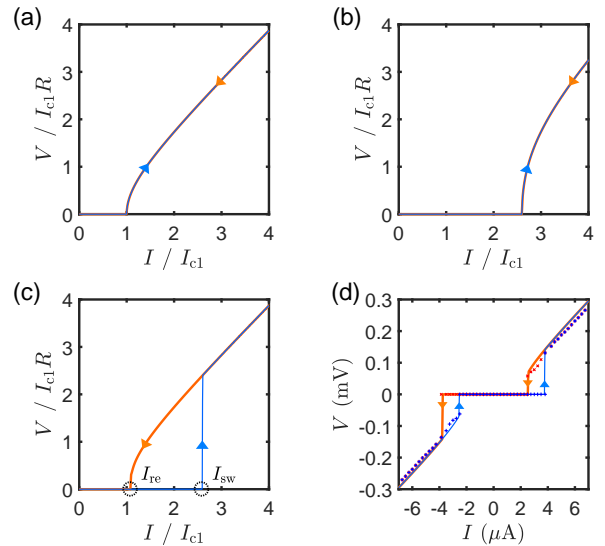 (a)
(b)
V / I_c1R
4
3
2
1
0
0 1 2 3 4
I / I_c1
V / I_c1R
4
3
2
1
0
0 1 2 3 4
I / I_c1
(c)
(d)
V / I_c1R
4
3
2
1
0
I_re
I_sw
0 1 2 3 4
I / I_c1
V (mV)
0.3
0.2
0.1
0
-0.1
-0.2
-0.3
-6 -4 -2 0 2 4 6
I (μA)